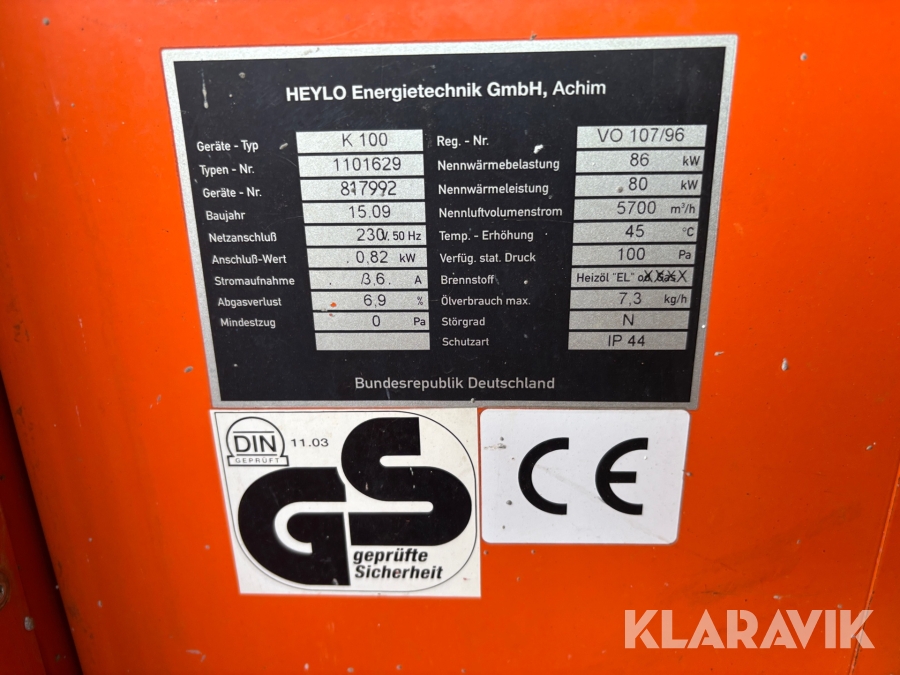 HEYLO Energietechnik GmbH, Achim
Geräte - Typ K 100
Typen - Nr. 1101629
Geräte - Nr. 817992
Baujahr 15.09
Netzanschluß 230 V. 50 Hz
Anschluß-Wert 0,82 kW
Stromaufnahme 3,6 A
Abgasverlust 6,9 %
Mindestzug 0 Pa
Reg. - Nr. VO 107/96
Nennwärmebelastung 86 kW
Nennwärmeleistung 80 kW
Nennluftvolumenstrom 5700 m³/h
Temp. - Erhöhung 45 °C
Verfüg. stat. Druck 100 Pa
Brennstoff Heizöl "EL" od. Gas XXXX
Ölverbrauch max. 7,3 kg/h
Störgrad N
Schutzart IP 44
Bundesrepublik Deutschland
DIN
GEPRÜFT
11.03
GS
geprüfte
Sicherheit
CE
KLARAVIK